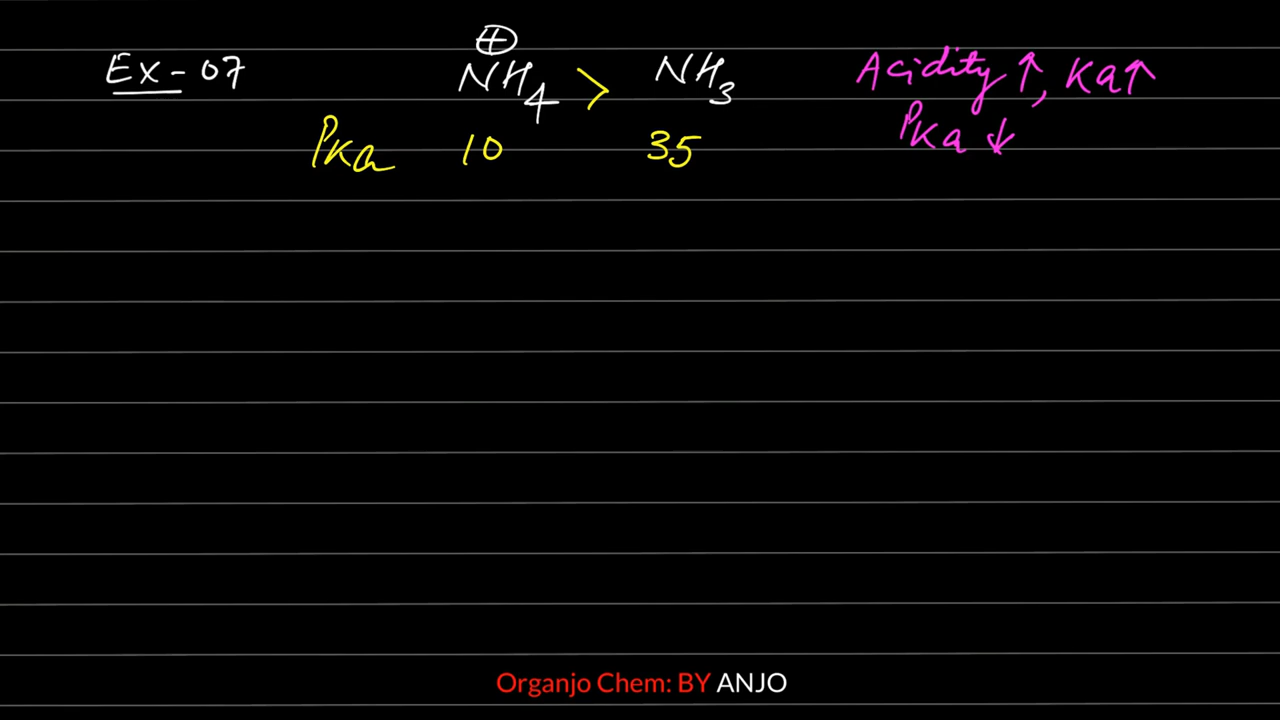 Ex-07 NH₄⊕ > NH₃ Acidity ↑, Ka↑
Pka 10 35 Pka ↓
Organjo Chem: BY ANJO